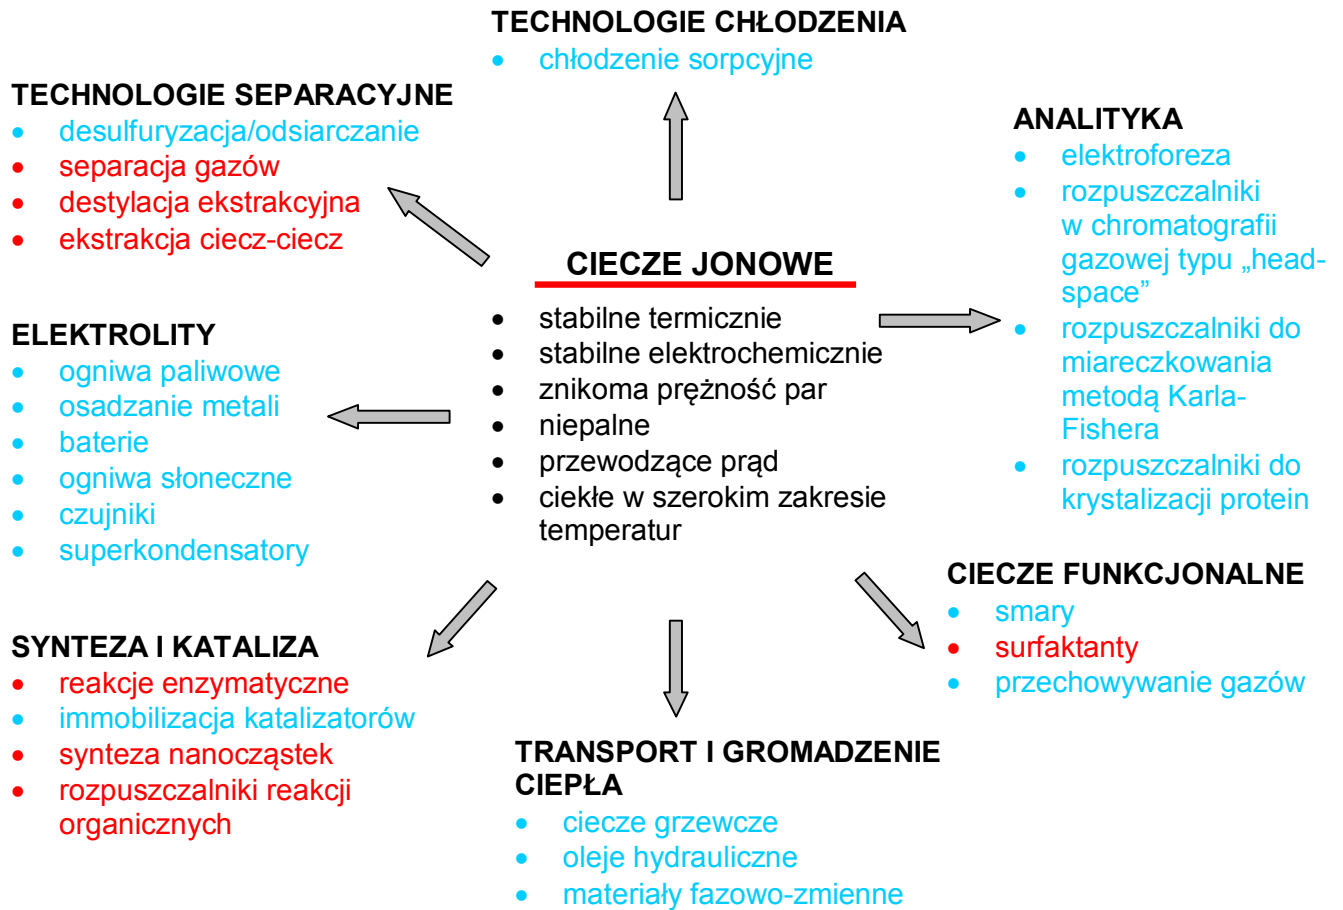 TECHNOLOGIE CHŁODZENIA
• chłodzenie sorpcyjne
TECHNOLOGIE SEPARACYJNE
• desulfuryzacja/odsiarczanie
• separacja gazów
• destylacja ekstrakcyjna
• ekstrakcja ciecz-ciecz
ANALITYKA
• elektroforeza
• rozpuszczalniki
w chromatografii
gazowej typu „head-
space”
• rozpuszczalniki do
miareczkowania
metodą Karla-
Fishera
• rozpuszczalniki do
krystalizacji protein
CIECZE JONOWE
• stabilne termicznie
• stabilne elektrochemicznie
• znikoma prężność par
• niepalne
• przewodzące prąd
• ciekłe w szerokim zakresie
temperatur
ELEKTROLITY
• ogniwa paliwowe
• osadzanie metali
• baterie
• ogniwa słoneczne
• czujniki
• superkondensatory
CIECZE FUNKCJONALNE
• smary
• surfaktanty
• przechowywanie gazów
SYNTEZA I KATALIZA
• reakcje enzymatyczne
• immobilizacja katalizatorów
• synteza nanocząstek
• rozpuszczalniki reakcji
organicznych
TRANSPORT I GROMADZENIE
CIEPŁA
• ciecze grzewcze
• oleje hydrauliczne
• materiały fazowo-zmienne